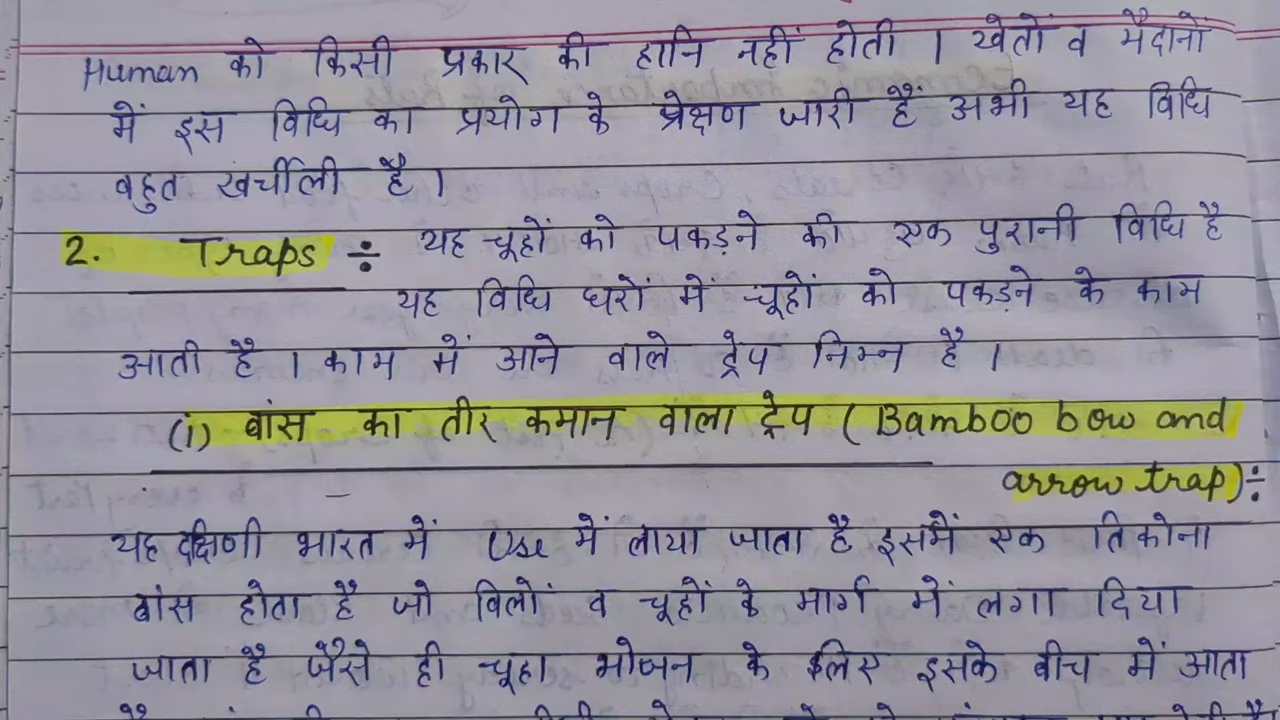 Human को किसी प्रकार की हानि नहीं होती । खेतों व मैदानों
में इस विधि का प्रयोग के प्रेक्षण जारी हैं अभी यह विधि
बहुत खर्चीली है ।
2. Traps ÷ यह चूहों को पकड़ने की एक पुरानी विधि है
यह विधि घरों में चूहों को पकड़ने के काम
आती है । काम में आने वाले ट्रेप निम्न है ।
(i) बांस का तीर कमान वाला ट्रेप ( Bamboo bow and
arrow trap) ÷
यह दक्षिणी भारत में Use में लाया जाता है इसमें एक तिकोना
बांस होता है जो बिलों व चूहों के मार्ग में लगा दिया
जाता है जैसे ही चूहा भोजन के लिए इसके बीच में आता